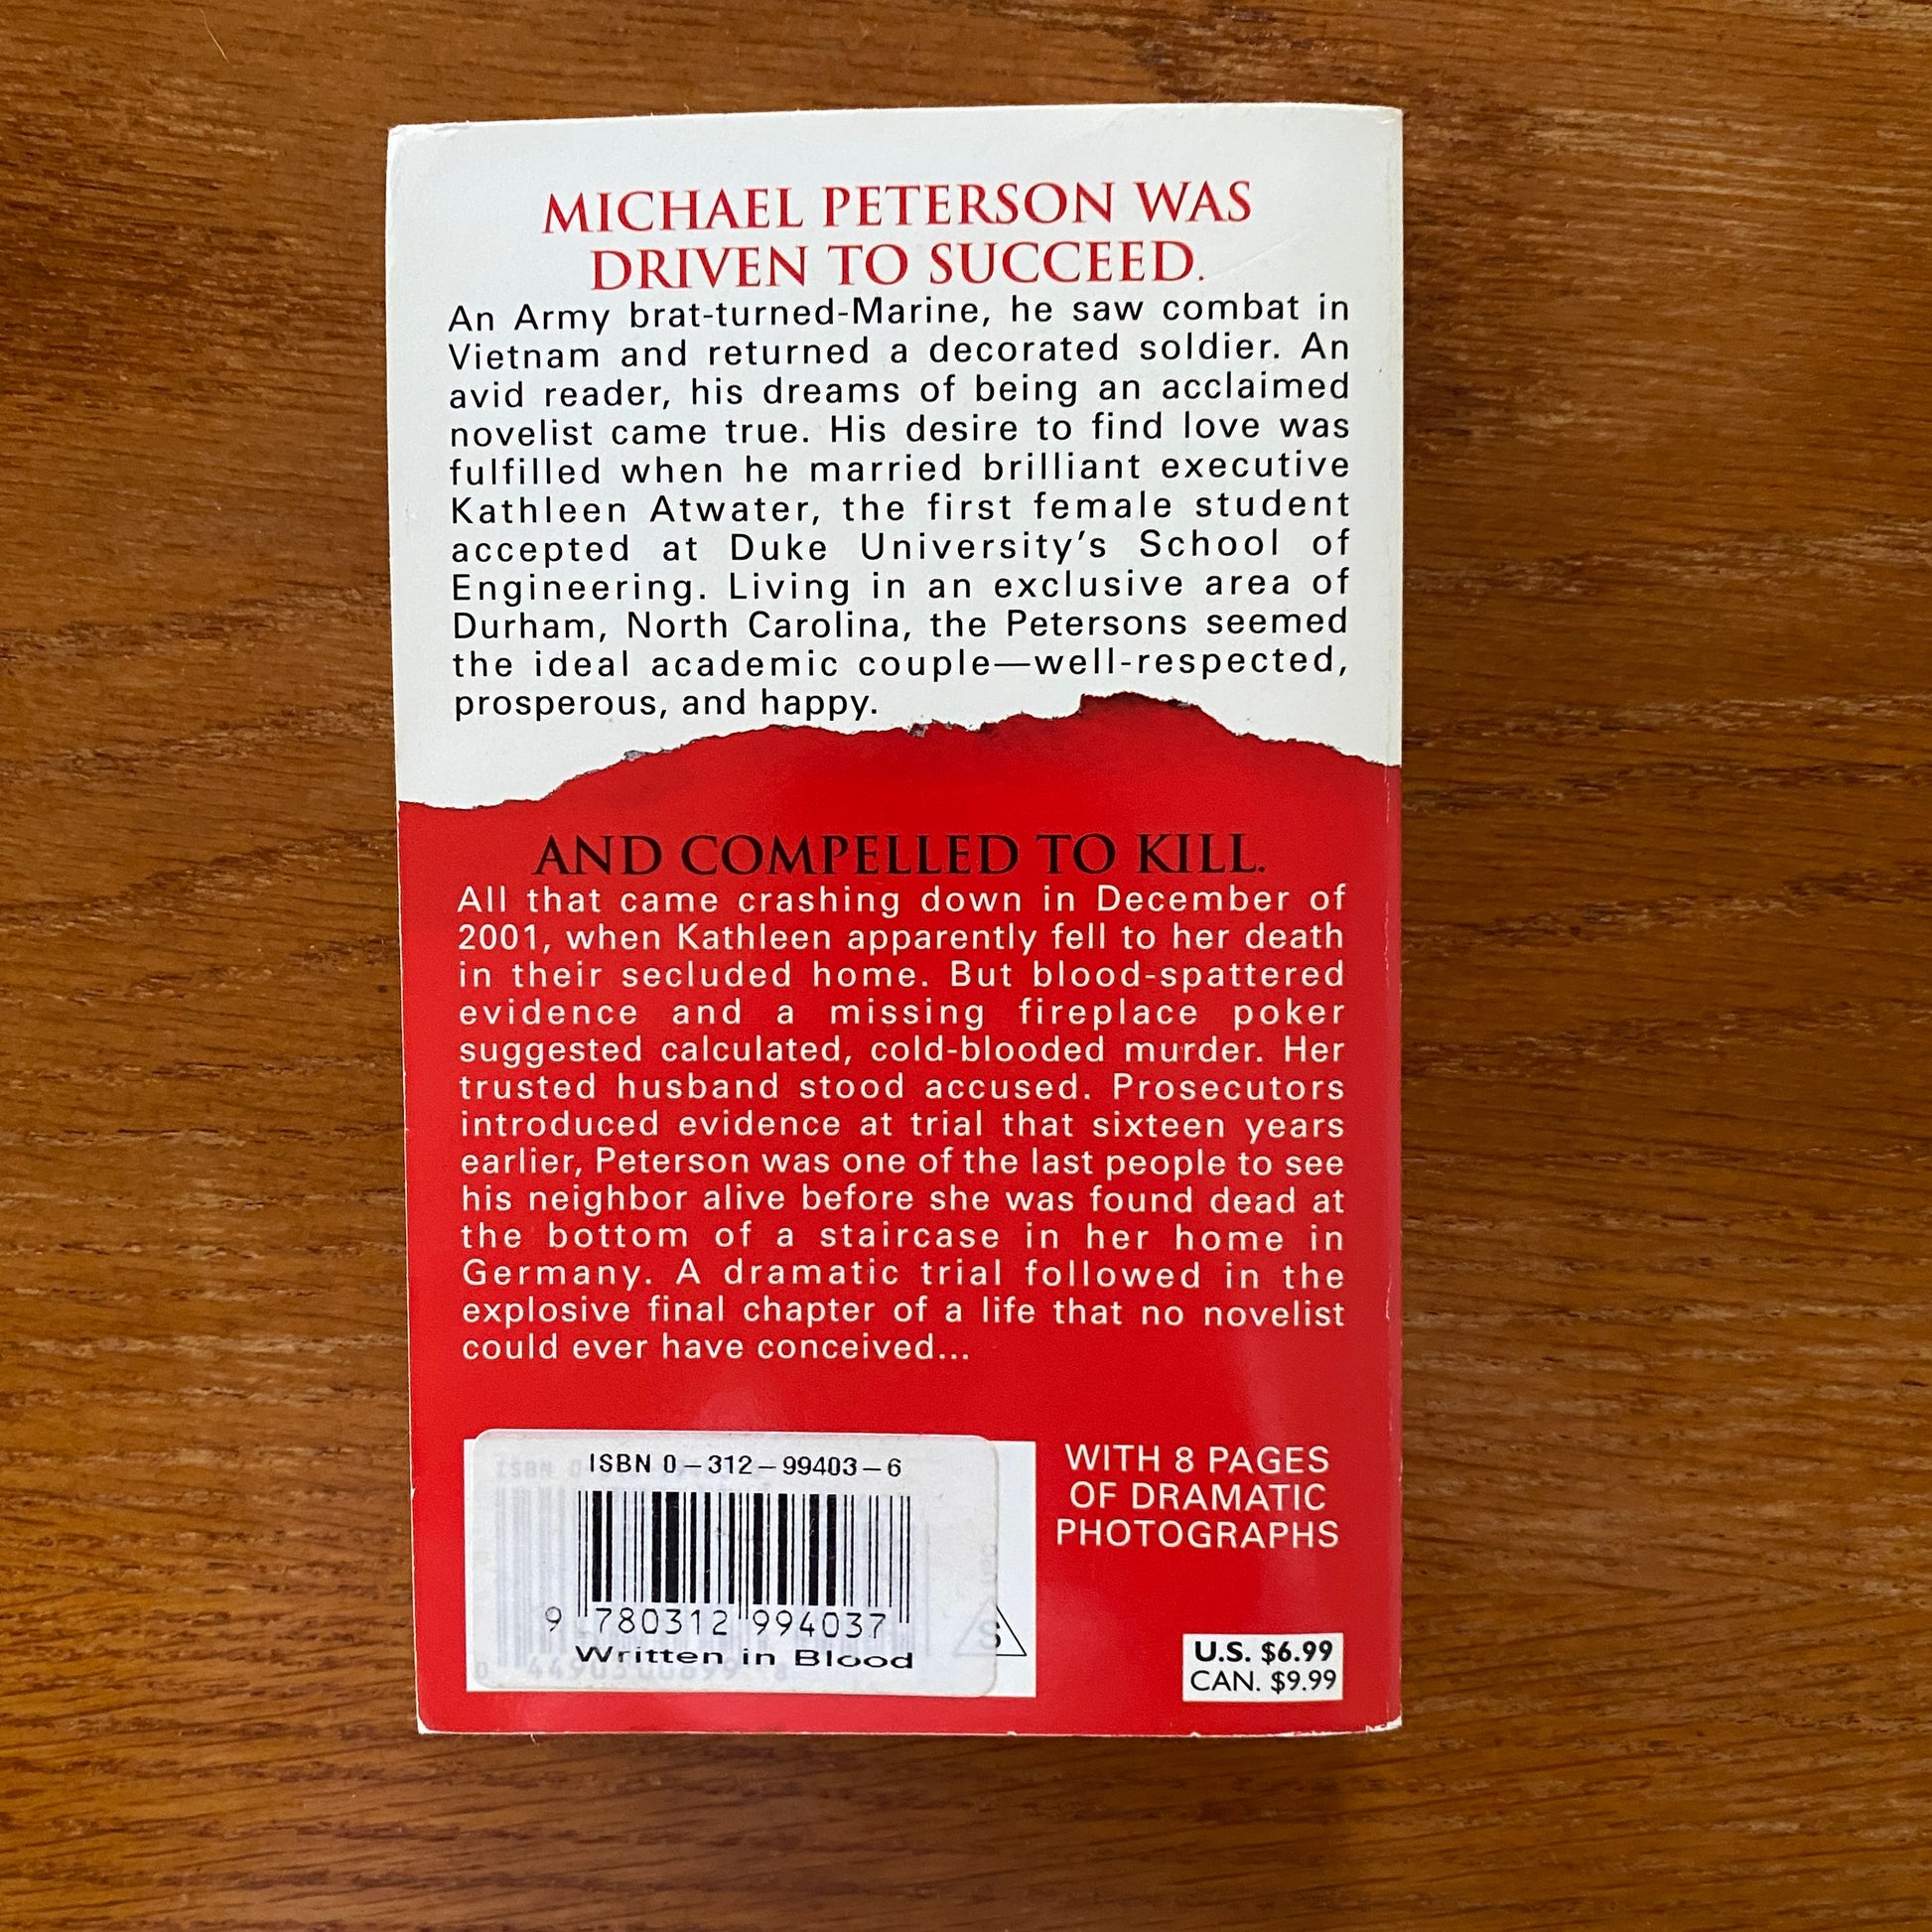 MICHAEL PETERSON WAS
DRIVEN TO SUCCEED.
An Army brat-turned-Marine, he saw combat in
Vietnam and returned a decorated soldier. An
avid reader, his dreams of being an acclaimed
novelist came true. His desire to find love was
fulfilled when he married brilliant executive
Kathleen Atwater, the first female student
accepted at Duke University's School of
Engineering. Living in an exclusive area of
Durham, North Carolina, the Petersons seemed
the ideal academic couple—well-respected,
prosperous, and happy.
AND COMPELLED TO KILL.
All that came crashing down in December of
2001, when Kathleen apparently fell to her death
in their secluded home. But blood-spattered
evidence and a missing fireplace poker
suggested calculated, cold-blooded murder. Her
trusted husband stood accused. Prosecutors
introduced evidence at trial that sixteen years
earlier, Peterson was one of the last people to see
his neighbor alive before she was found dead at
the bottom of a staircase in her home in
Germany. A dramatic trial followed in the
explosive final chapter of a life that no novelist
could ever have conceived...
ISBN 0-312-99403-6
9 780312 994037
Written in Blood
S
WITH 8 PAGES
OF DRAMATIC
PHOTOGRAPHS
U.S. $6.99
CAN. $9.99